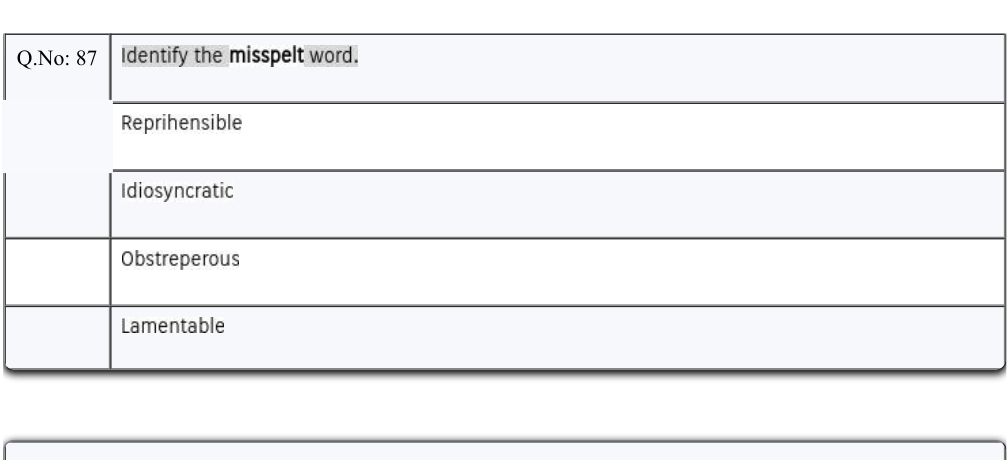 Q.No: 87 Identify the misspelt word.
Reprihensible
Idiosyncratic
Obstreperous
Lamentable